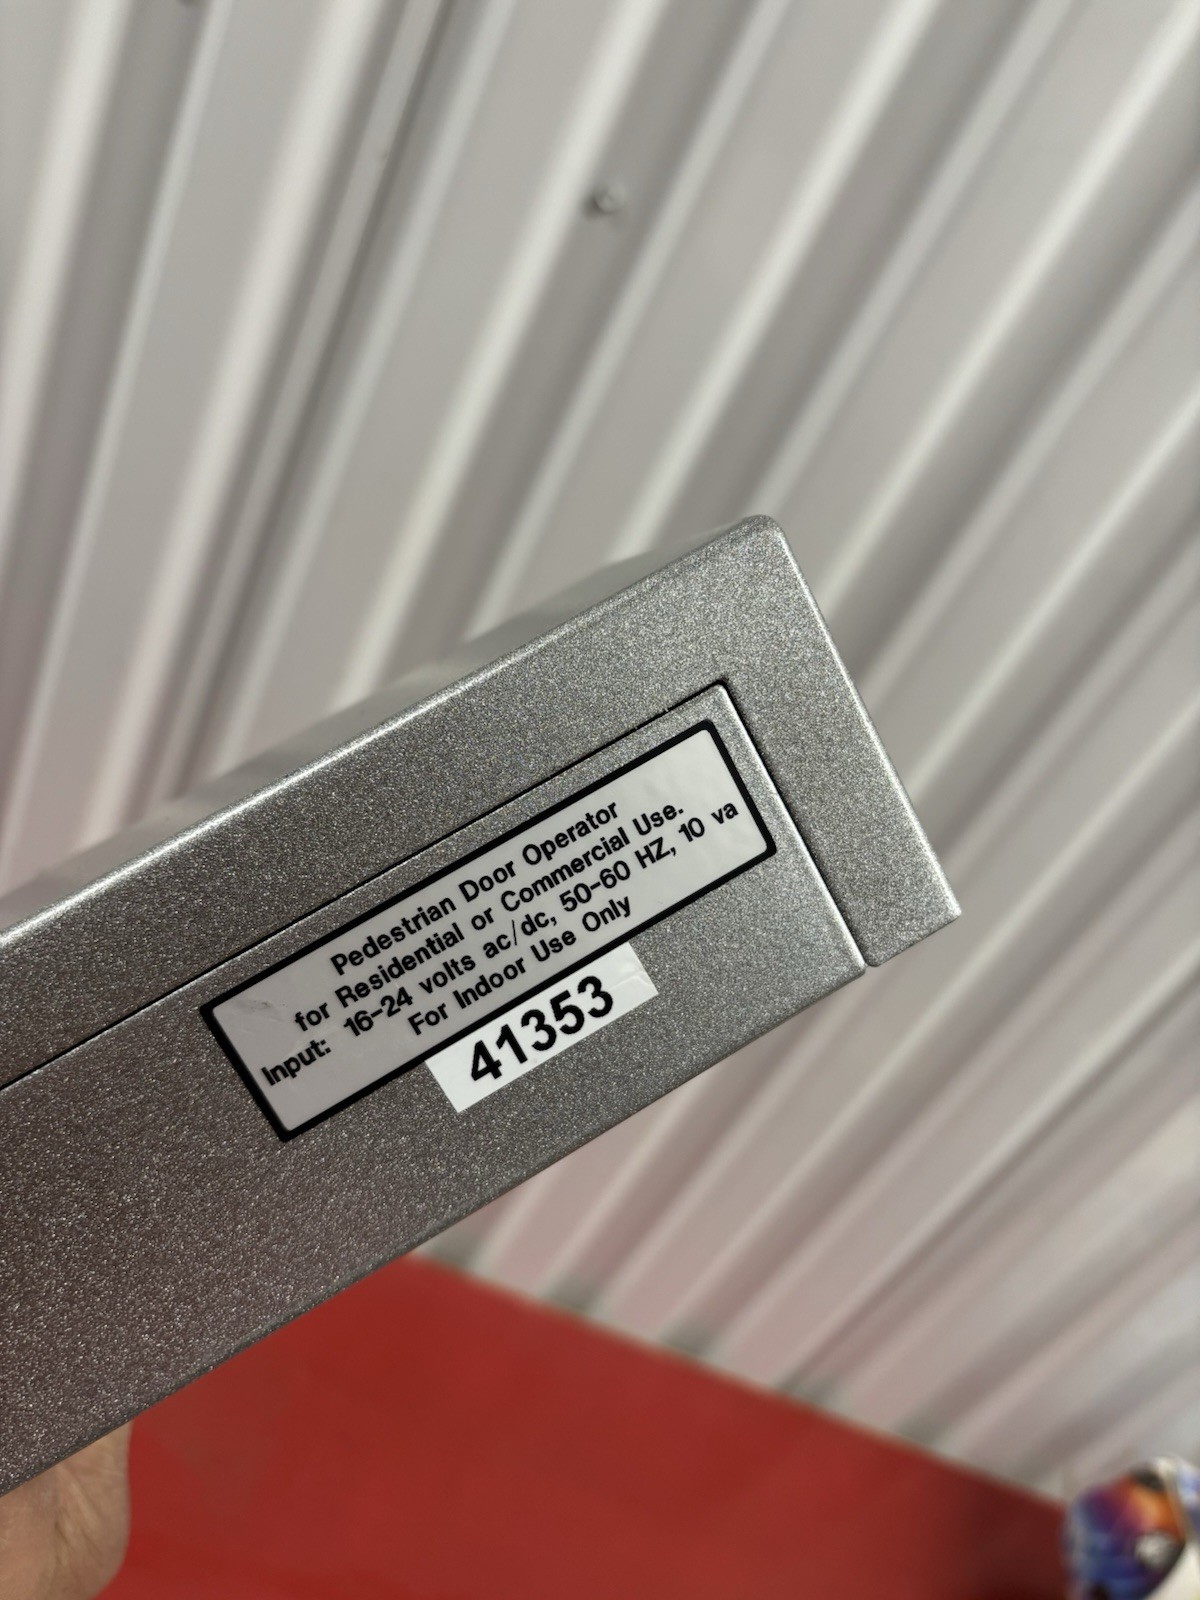 Pedestrian Door Operator
for Residential or Commercial Use.
Input: 16-24 volts ac/dc, 50-60 HZ, 10 va
For Indoor Use Only
41353